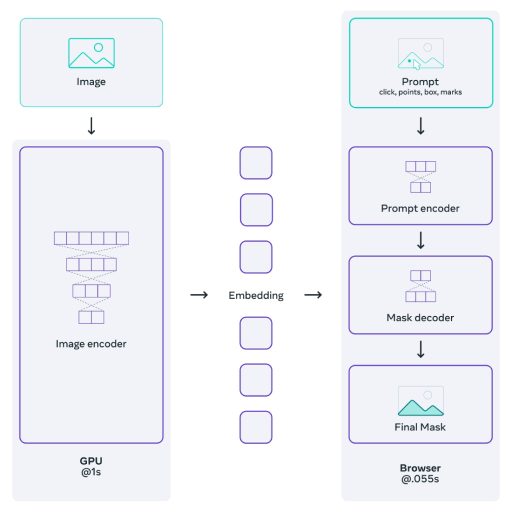 Image
Image encoder
GPU
@1s
Embedding
Prompt
click, points, box, marks
Prompt encoder
Mask decoder
Final Mask
Browser
@.055s